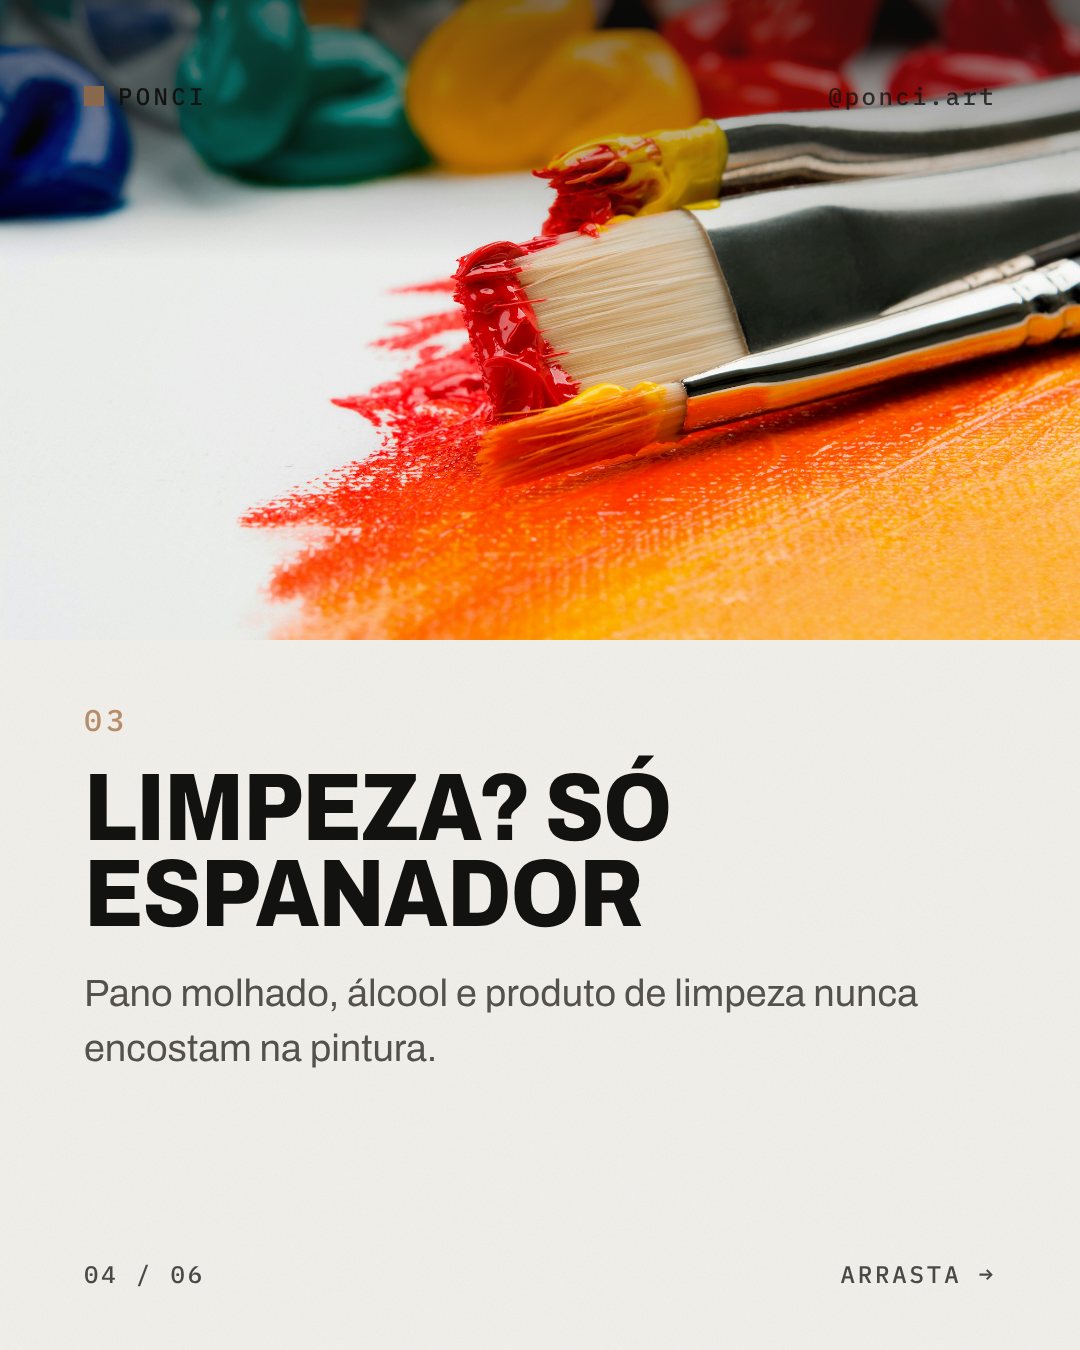 PONCI
@ponci.art
03
LIMPEZA? SÓ
ESPANADOR
Pano molhado, álcool e produto de limpeza nunca
encostam na pintura.
04 / 06
ARRASTA →